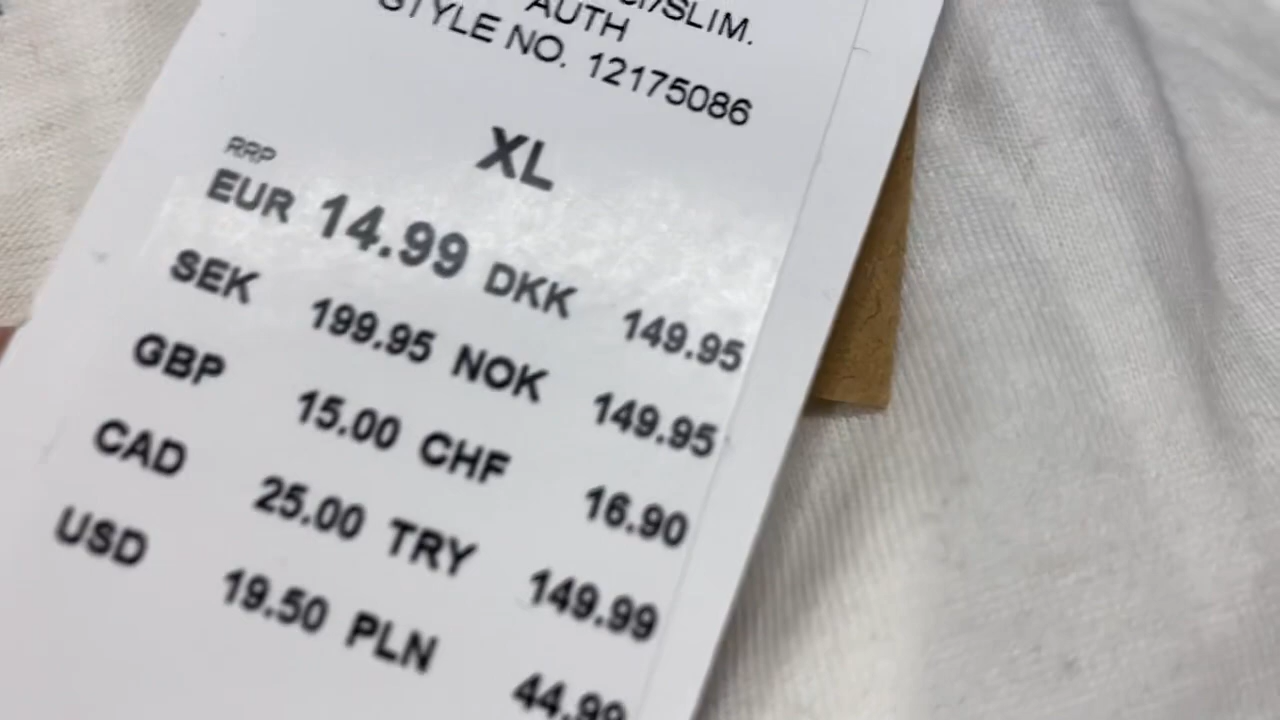 /SLIM.
AUTH
STYLE NO. 12175086
XL
RRP
EUR 14.99 DKK 149.95
SEK 199.95 NOK 149.95
GBP 15.00 CHF 16.90
CAD 25.00 TRY 149.99
USD 19.50 PLN 44.99